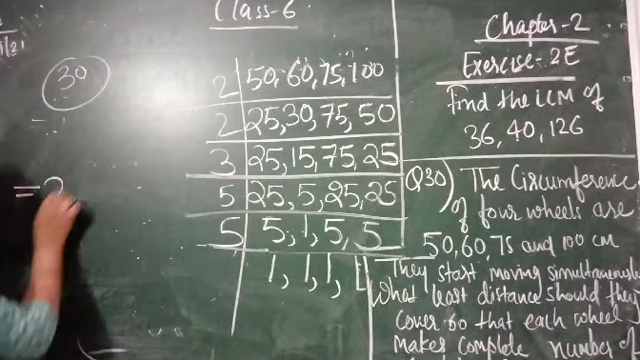 Class-6
30
2 50, 60, 75, 100
2 25, 30, 75, 50
3 25, 15, 75, 25
5 25, 5, 25, 25
5 5, 1, 5, 5
1, 1, 1, 1
= 2
Chapter-2
Exercise-2E
Find the LCM of
36, 40, 126
Q30) The Circumference
of four wheels are
50, 60, 75 and 100 cm
They start moving simultaneously
What least distance should they
cover so that each wheel
makes complete number of